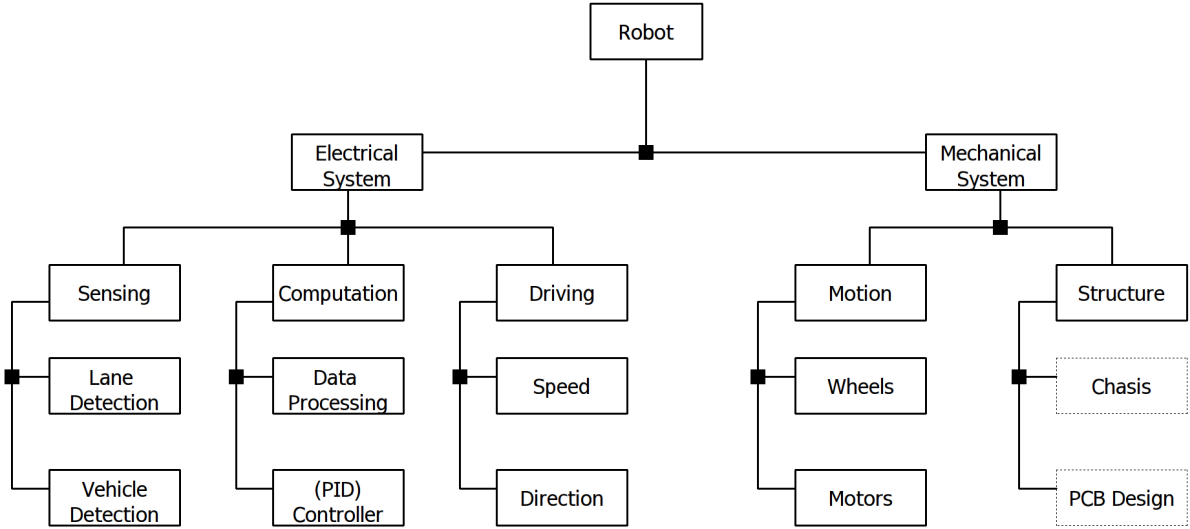 Robot
Electrical
System
Mechanical
System
Sensing
Computation
Driving
Motion
Structure
Lane
Detection
Data
Processing
Speed
Wheels
Chasis
Vehicle
Detection
(PID)
Controller
Direction
Motors
PCB Design